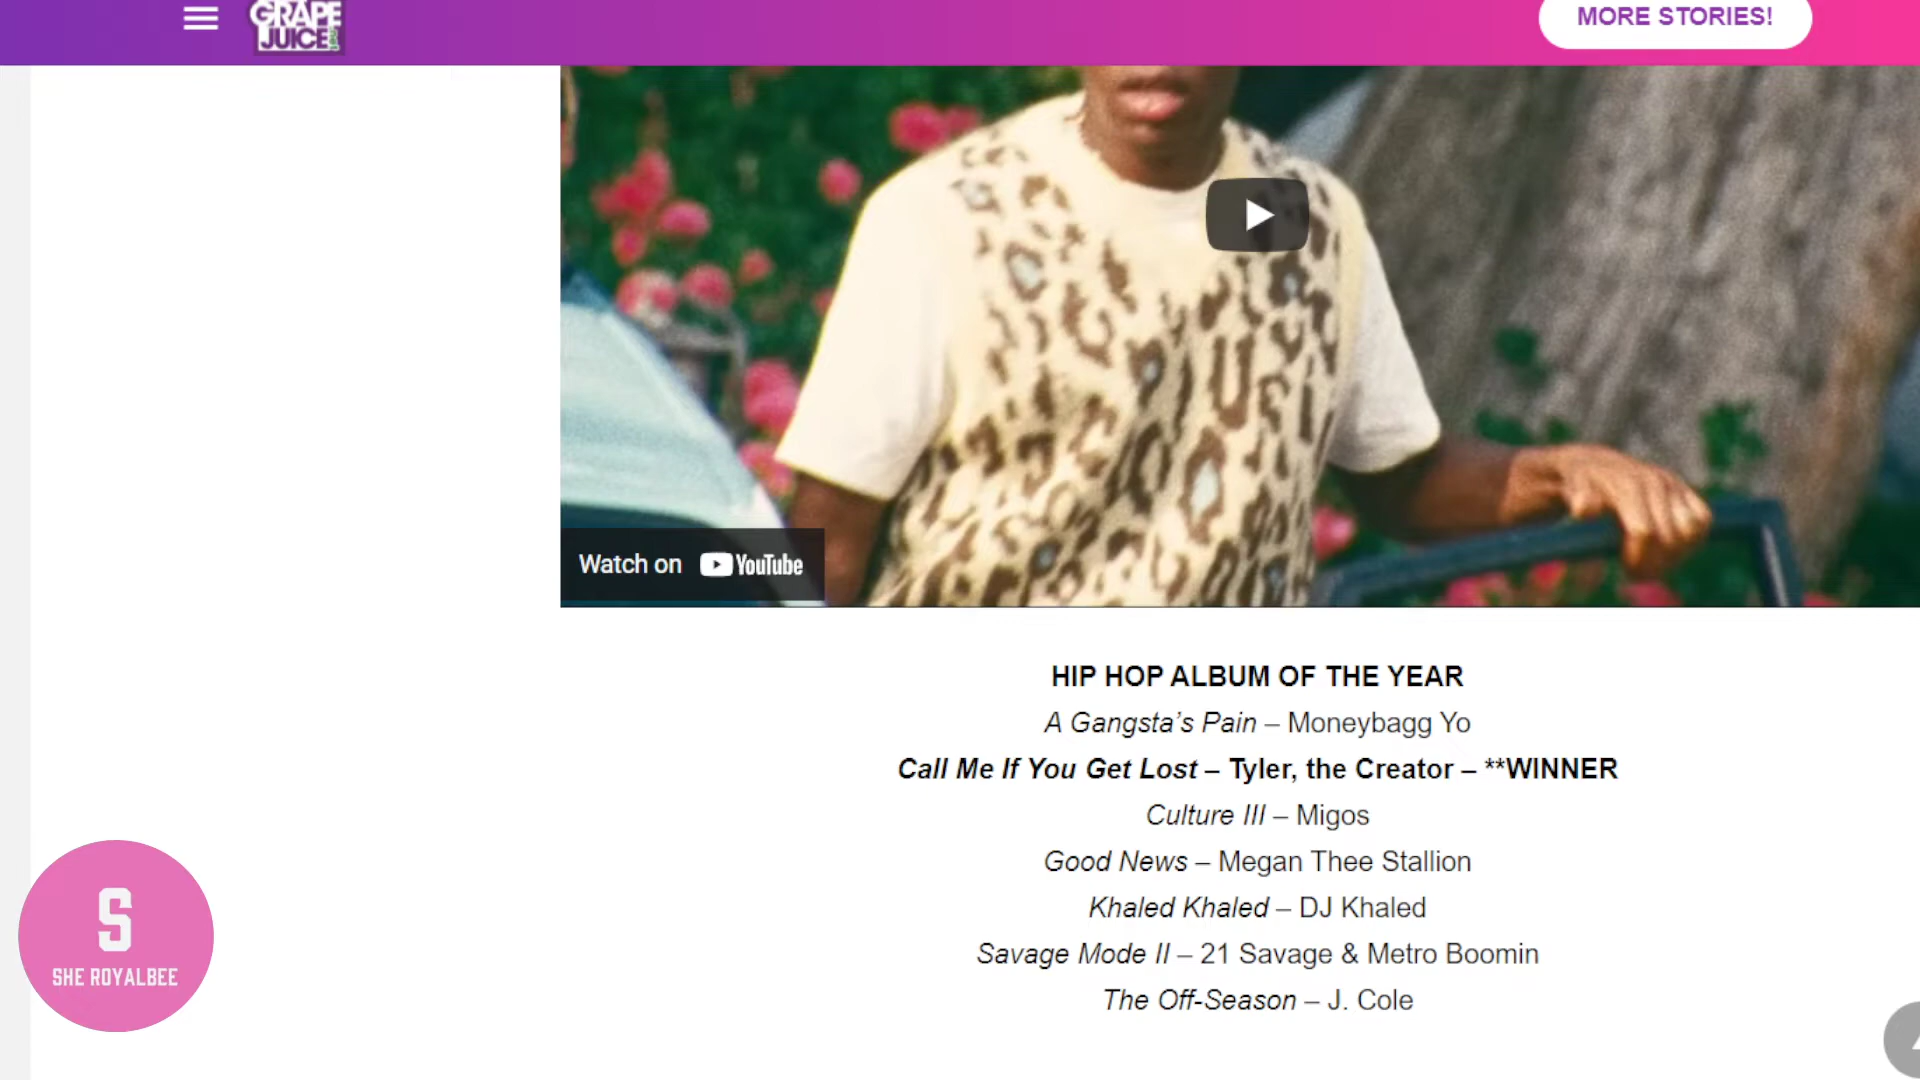 GRAPE
JUICE
MORE STORIES!
Watch on YouTube
HIP HOP ALBUM OF THE YEAR
A Gangsta’s Pain – Moneybagg Yo
Call Me If You Get Lost – Tyler, the Creator – **WINNER
Culture III – Migos
Good News – Megan Thee Stallion
Khaled Khaled – DJ Khaled
Savage Mode II – 21 Savage & Metro Boomin
The Off-Season – J. Cole
S
SHE ROYALBEE